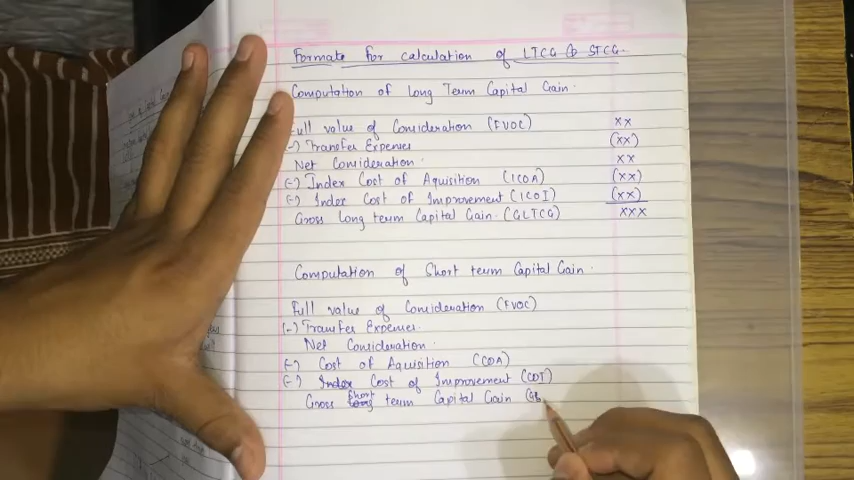 Formate for calculation of LTCG & STCG.
Computation of Long Term Capital Gain.
Full value of Consideration (FVOC) XX
(-) Transfer Expenses (XX)
Net Consideration. XX
(-) Index Cost of Aquisition (ICOA) (XX)
(-) Index Cost of Improvement (ICOI) (XX)
Gross Long term Capital Gain. (GLTCG) XXX
Computation of Short term Capital Gain.
Full value of Consideration (FVOC)
(-) Transfer Expenses.
Net Consideration.
(-) Cost of Aquisition (COA)
(-) Index Cost of Improvement (COI)
Gross Short term Capital Gain (GS